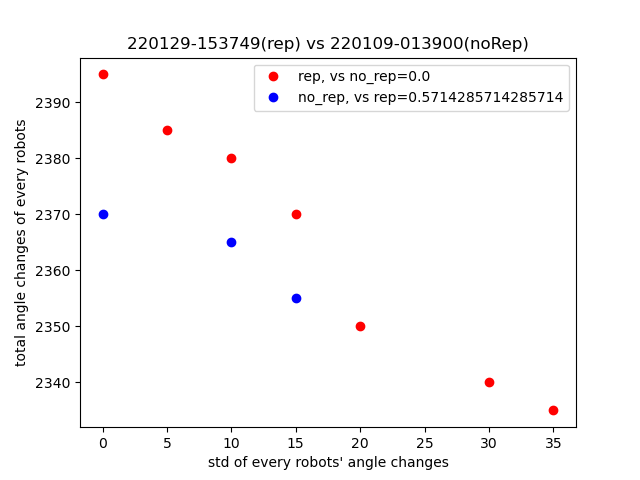 220129-153749(rep) vs 220109-013900(noRep)
rep, vs no_rep=0.0
no_rep, vs rep=0.5714285714285714
total angle changes of every robots
2390
2380
2370
2360
2350
2340
0 5 10 15 20 25 30 35
std of every robots' angle changes